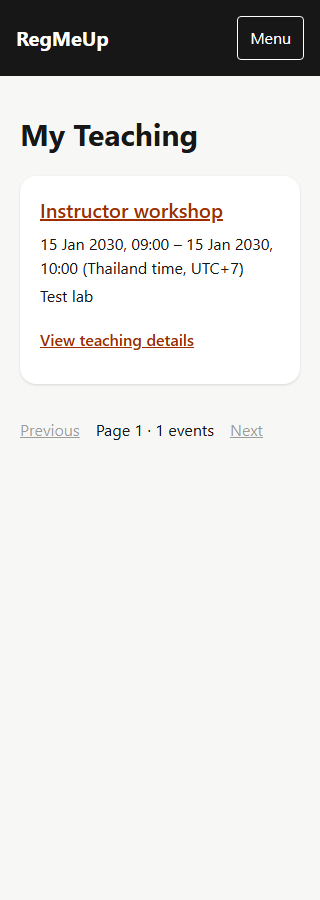 RegMeUp
Menu
My Teaching
Instructor workshop
15 Jan 2030, 09:00 – 15 Jan 2030,
10:00 (Thailand time, UTC+7)
Test lab
View teaching details
Previous Page 1 · 1 events Next